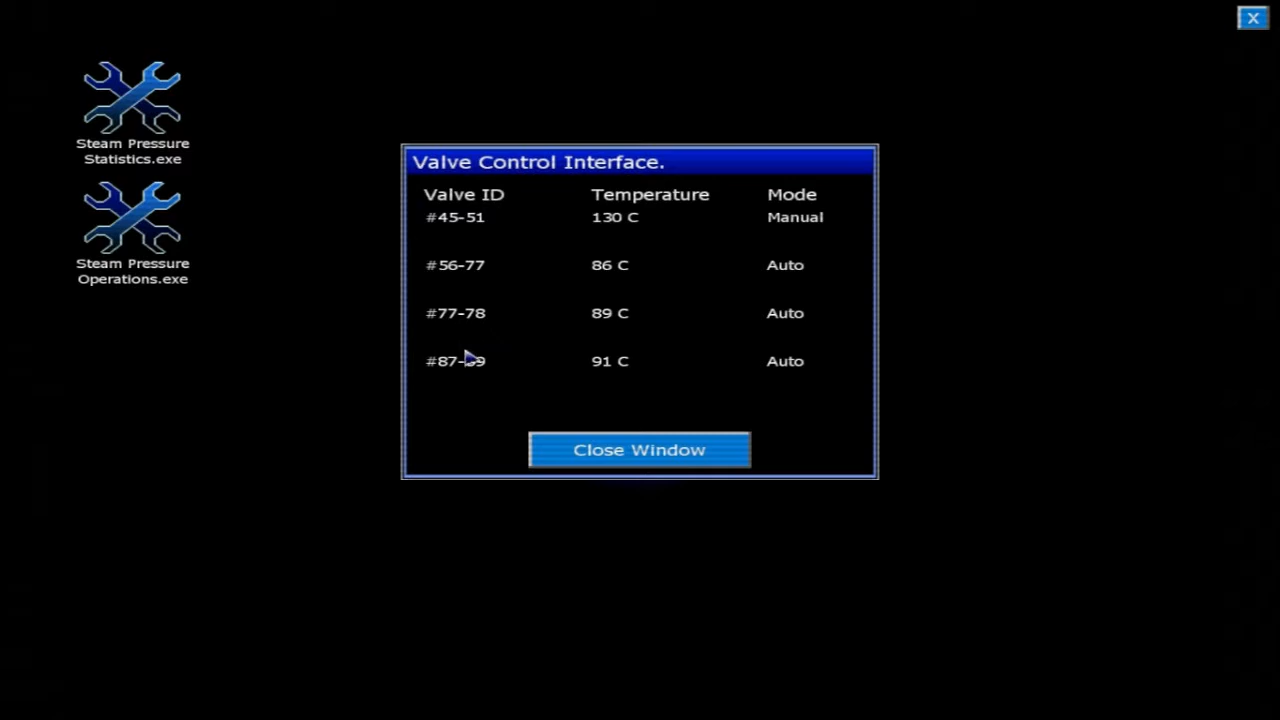 X
Steam Pressure
Statistics.exe
Steam Pressure
Operations.exe
Valve Control Interface.
Valve ID Temperature Mode
#45-51 130 C Manual
#56-77 86 C Auto
#77-78 89 C Auto
91 C Auto
Close Window